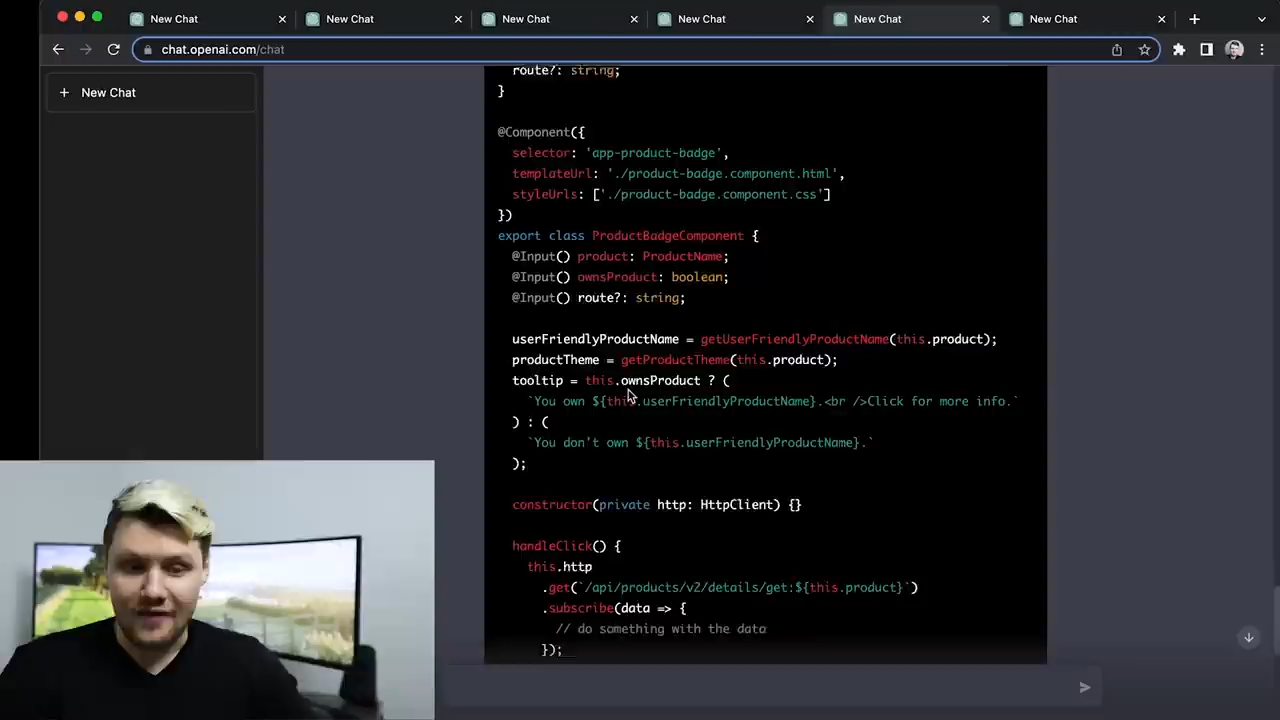 New Chat
New Chat
New Chat
New Chat
New Chat
New Chat
chat.openai.com/chat
New Chat
route?: string;
}
@Component({
selector: 'app-product-badge',
templateUrl: './product-badge.component.html',
styleUrls: ['./product-badge.component.css']
})
export class ProductBadgeComponent {
@Input() product: ProductName;
@Input() ownsProduct: boolean;
@Input() route?: string;
userFriendlyProductName = getUserFriendlyProductName(this.product);
productTheme = getProductTheme(this.product);
tooltip = this.ownsProduct ? (
`You own ${this.userFriendlyProductName}.<br />Click for more info.`
) : (
`You don't own ${this.userFriendlyProductName}.`
);
constructor(private http: HttpClient) {}
handleClick() {
this.http
.get(`/api/products/v2/details/get:${this.product}`)
.subscribe(data => {
// do something with the data
});